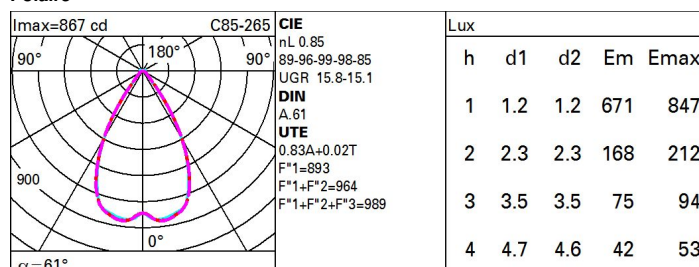 Imax=867 cd C85-265
90° 180° 90°
900
0°
α=61°
CIE
nL 0.85
89-96-99-98-85
UGR 15.8-15.1
DIN
A.61
UTE
0.83A+0.02T
F"1=893
F"1+F"2=964
F"1+F"2+F"3=989
Lux
h d1 d2 Em Emax
1 1.2 1.2 671 847
2 2.3 2.3 168 212
3 3.5 3.5 75 94
4 4.7 4.6 42 53